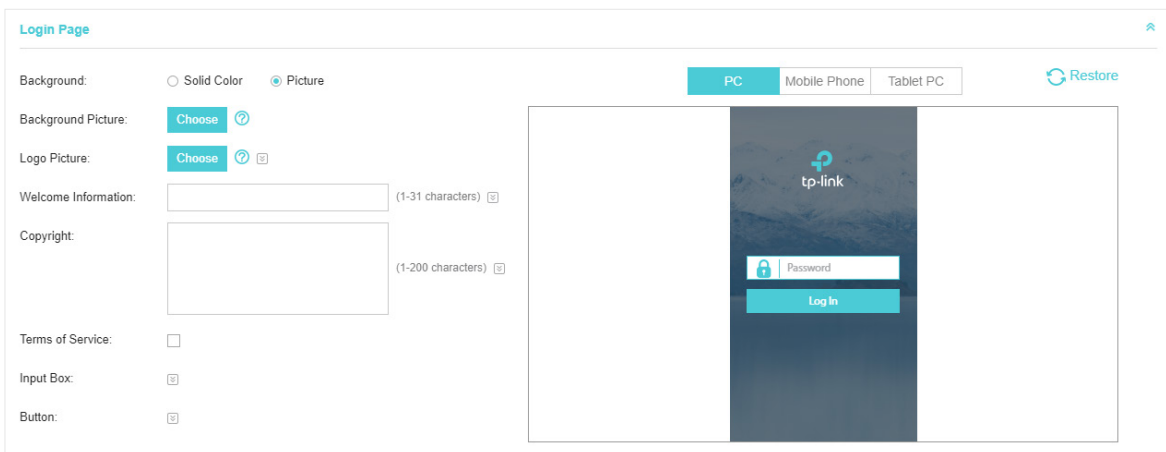 Login Page
Background: Solid Color Picture
PC Mobile Phone Tablet PC Restore
Background Picture: Choose
Logo Picture: Choose
tp-link
Welcome Information: (1-31 characters)
Copyright:
(1-200 characters)
Password
Log In
Terms of Service:
Input Box:
Button: